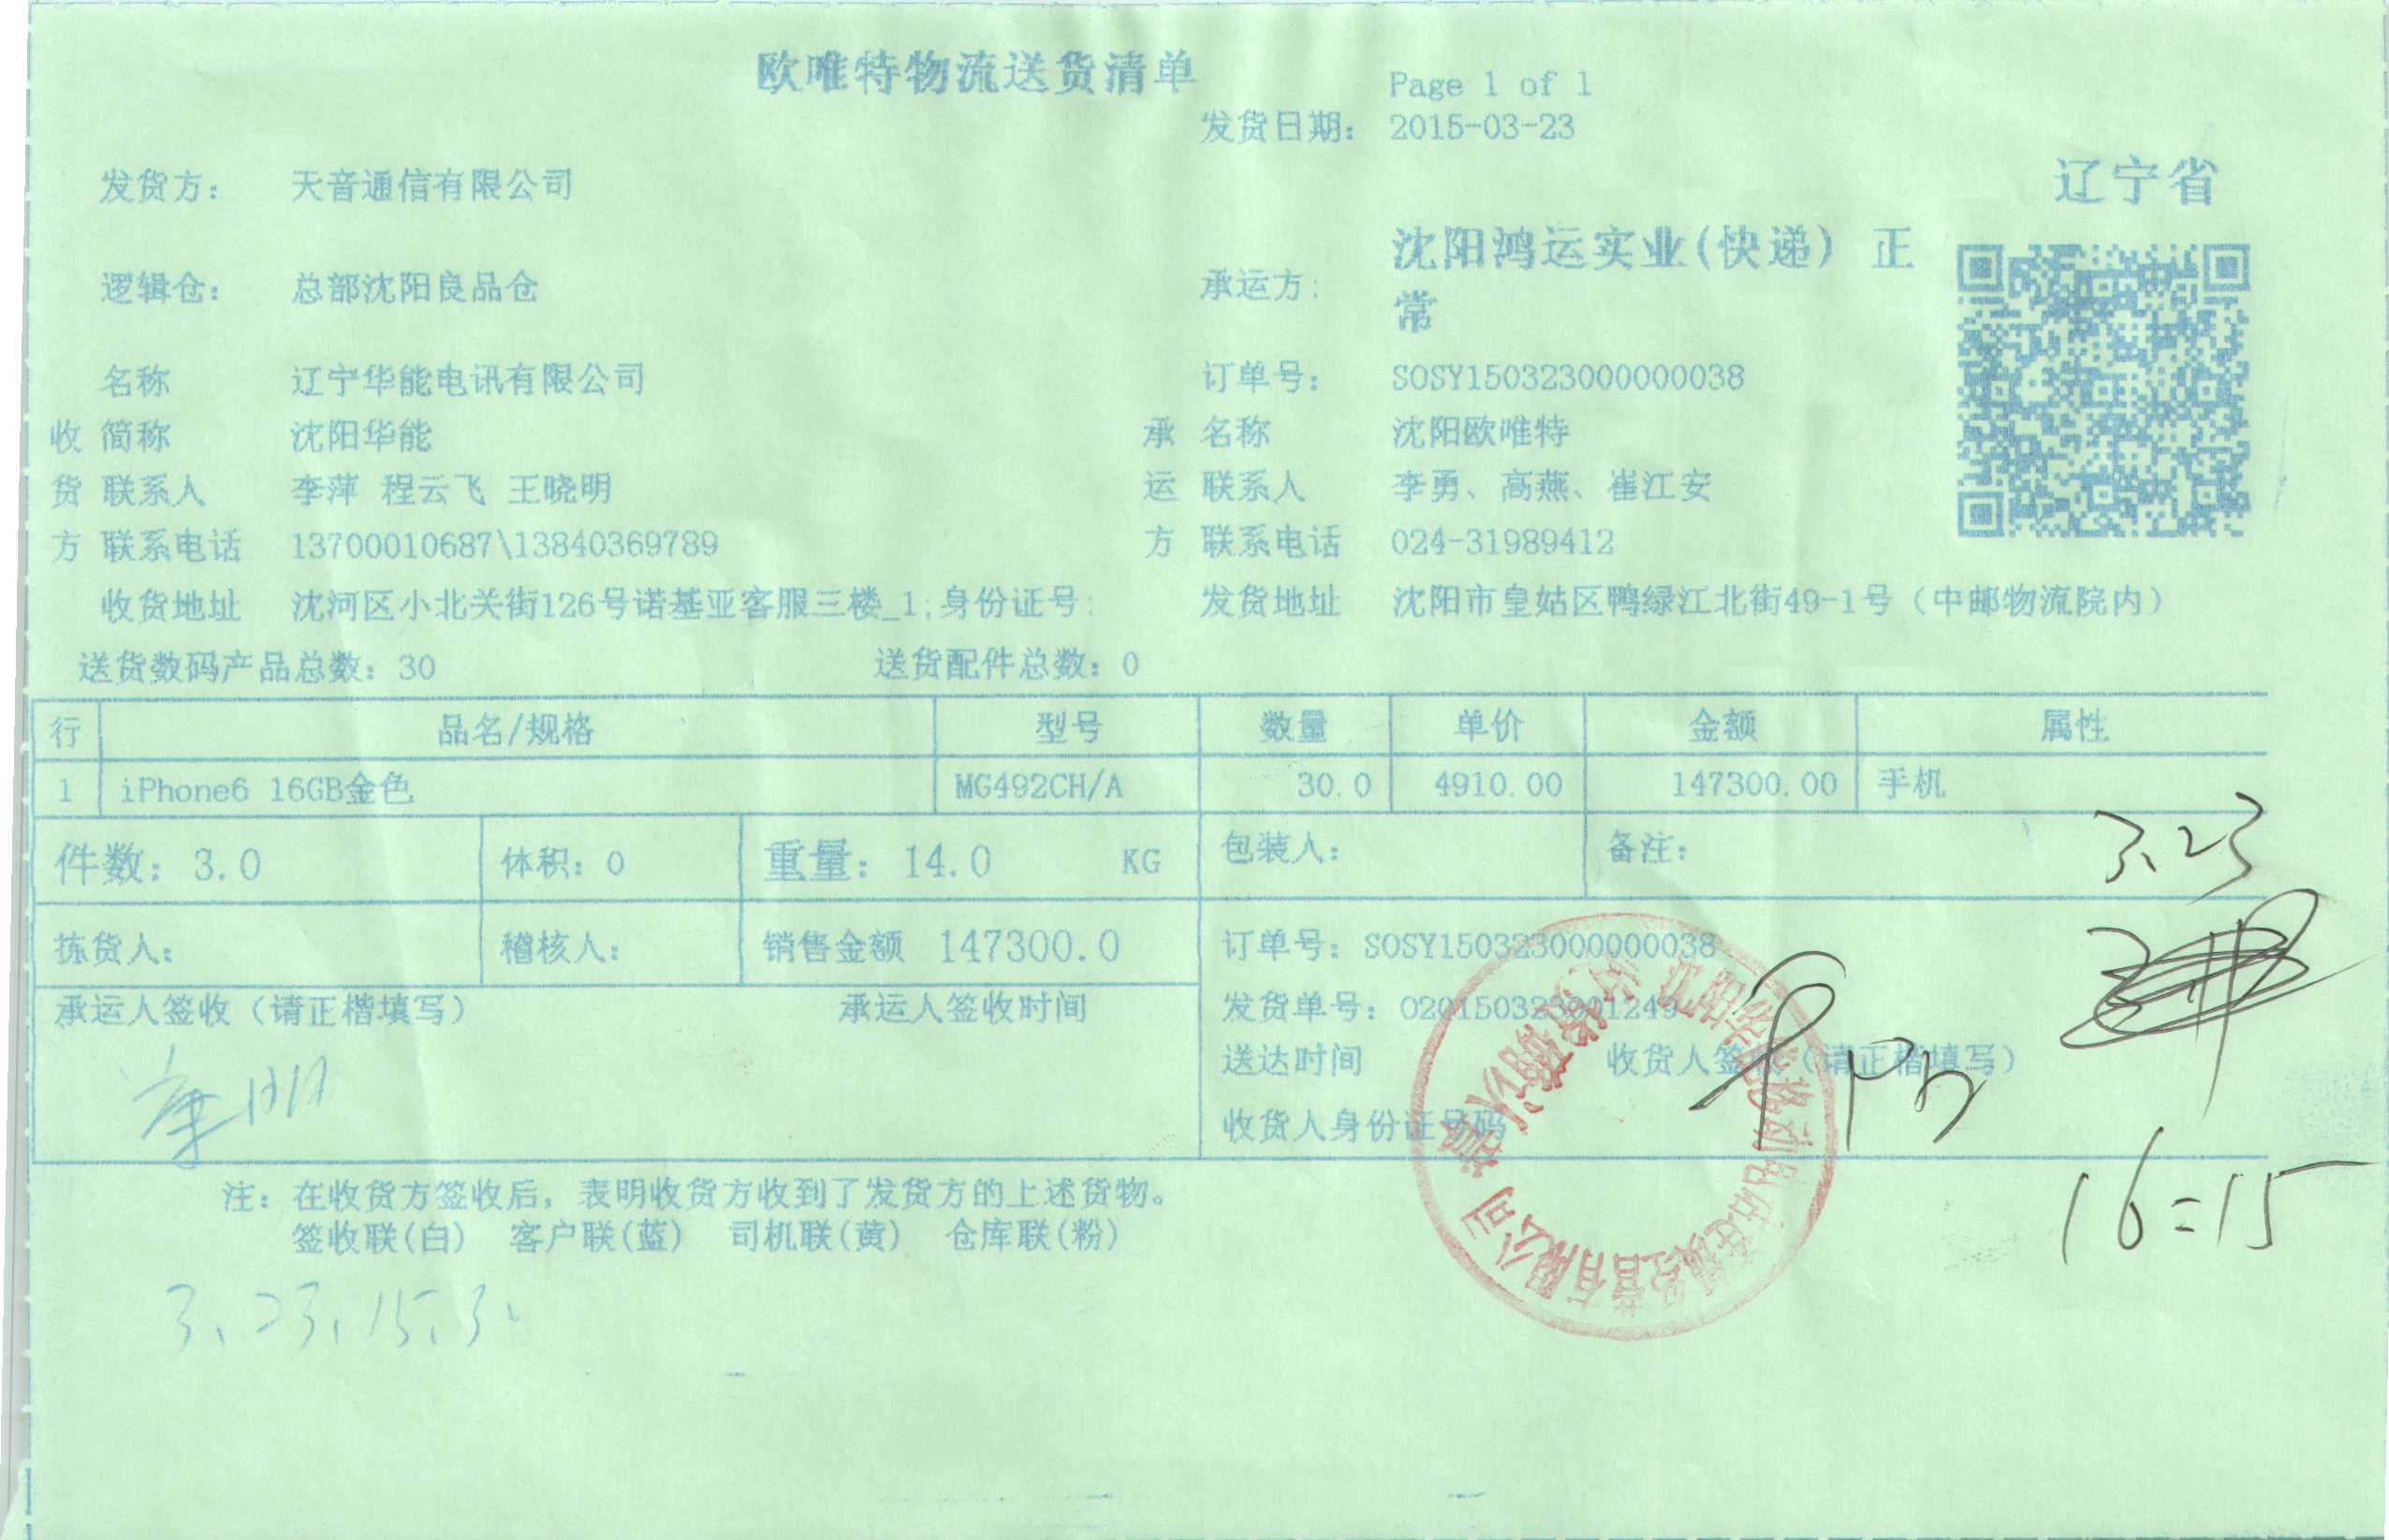 欧唯特物流送货清单
Page 1 of 1
发货日期： 2015-03-23
发货方： 天音通信有限公司
辽宁省
逻辑仓： 总部沈阳良品仓
承运方： 沈阳鸿运实业(快递) 正
常
名称 辽宁华能电讯有限公司
订单号： SOSY150323000000038
收 简称 沈阳华能
承 名称 沈阳欧唯特
货 联系人 李萍 程云飞 王晓明
运 联系人 李勇、高燕、崔江安
方 联系电话 13700010687\13840369789
方 联系电话 024-31989412
收货地址 沈河区小北关街126号诺基亚客服三楼_1;身份证号:
发货地址 沈阳市皇姑区鸭绿江北街49-1号（中邮物流院内）
送货数码产品总数：30 送货配件总数：0
行 品名/规格 型号 数量 单价 金额 属性
1 iPhone6 16GB金色 MG492CH/A 30.0 4910.00 147300.00 手机
件数：3.0 体积：0 重量：14.0 KG 包装人： 备注：
3.23
拣货人： 稽核人： 销售金额 147300.0
订单号：SOSY150323000000038
承运人签收（请正楷填写） 承运人签收时间
发货单号：O20150323001249
送达时间 收货人签收（请正楷填写）
收货人身份证号码
16:15
注：在收货方签收后，表明收货方收到了发货方的上述货物。
签收联(白) 客户联(蓝) 司机联(黄) 仓库联(粉)
3、23、15、3